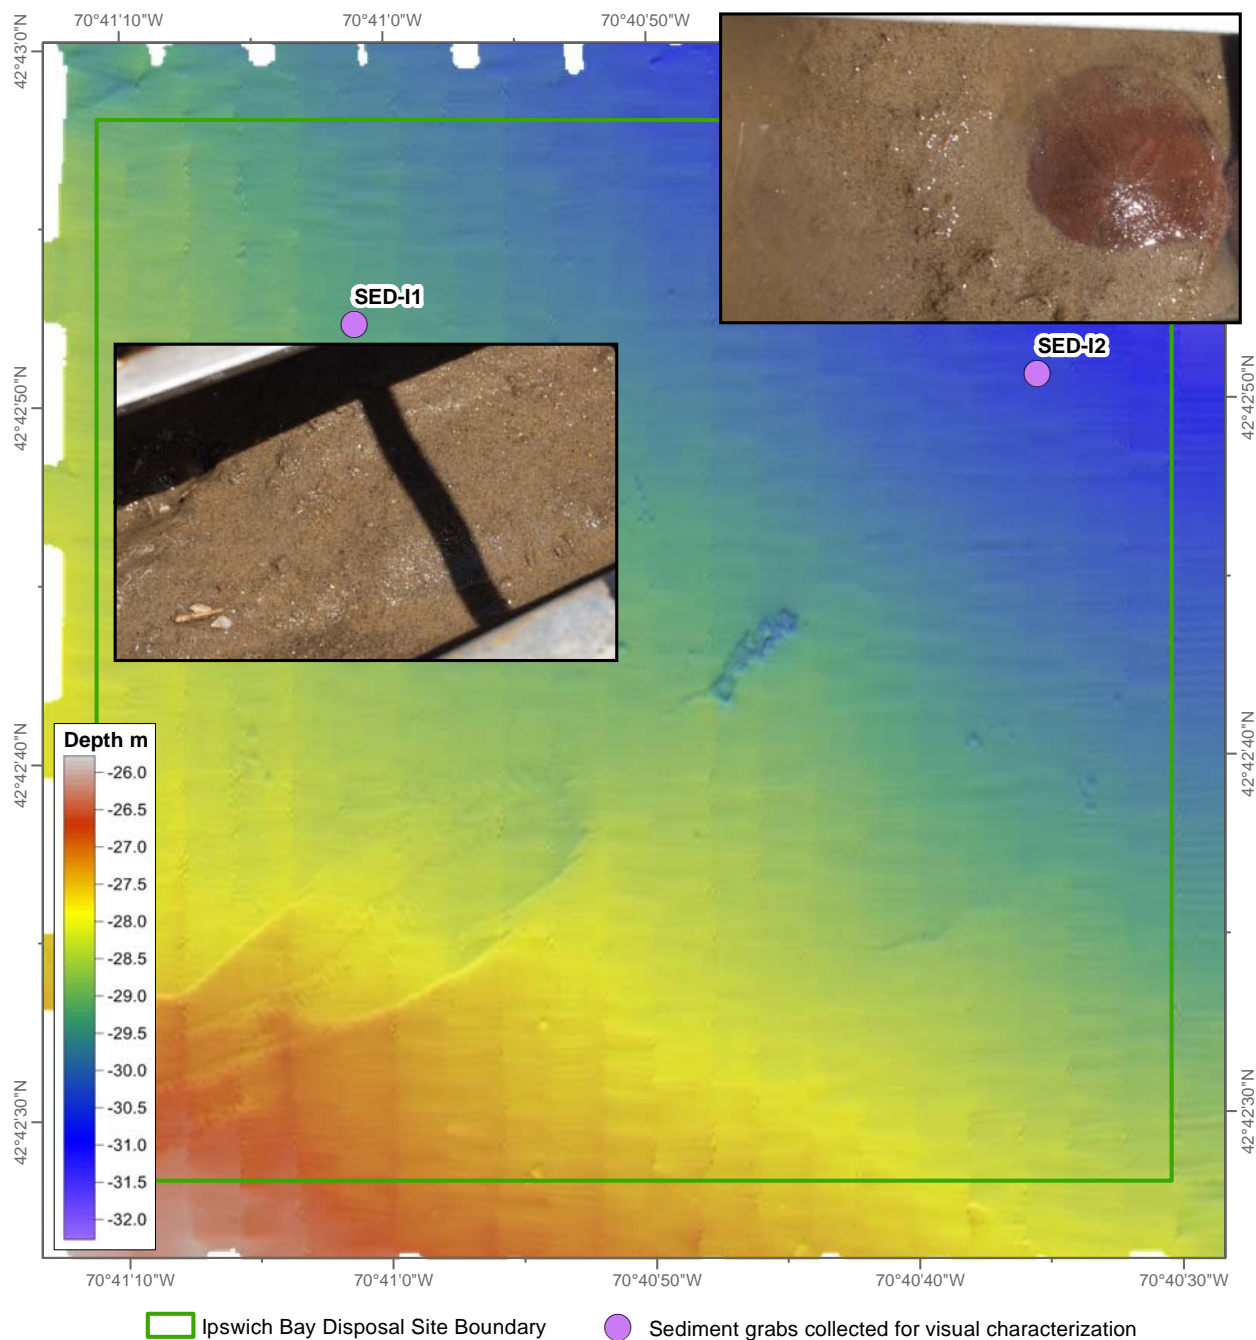 70°41'10"W
70°41'0"W
70°40'50"W
42°43'0"N
SED-I1
SED-I2
42°42'50"N
42°42'50"N
42°42'40"N
42°42'40"N
Depth m
-26.0
-26.5
-27.0
-27.5
-28.0
-28.5
-29.0
-29.5
-30.0
-30.5
-31.0
-31.5
-32.0
42°42'30"N
42°42'30"N
70°41'10"W
70°41'0"W
70°40'50"W
70°40'40"W
70°40'30"W
Ipswich Bay Disposal Site Boundary
Sediment grabs collected for visual characterization